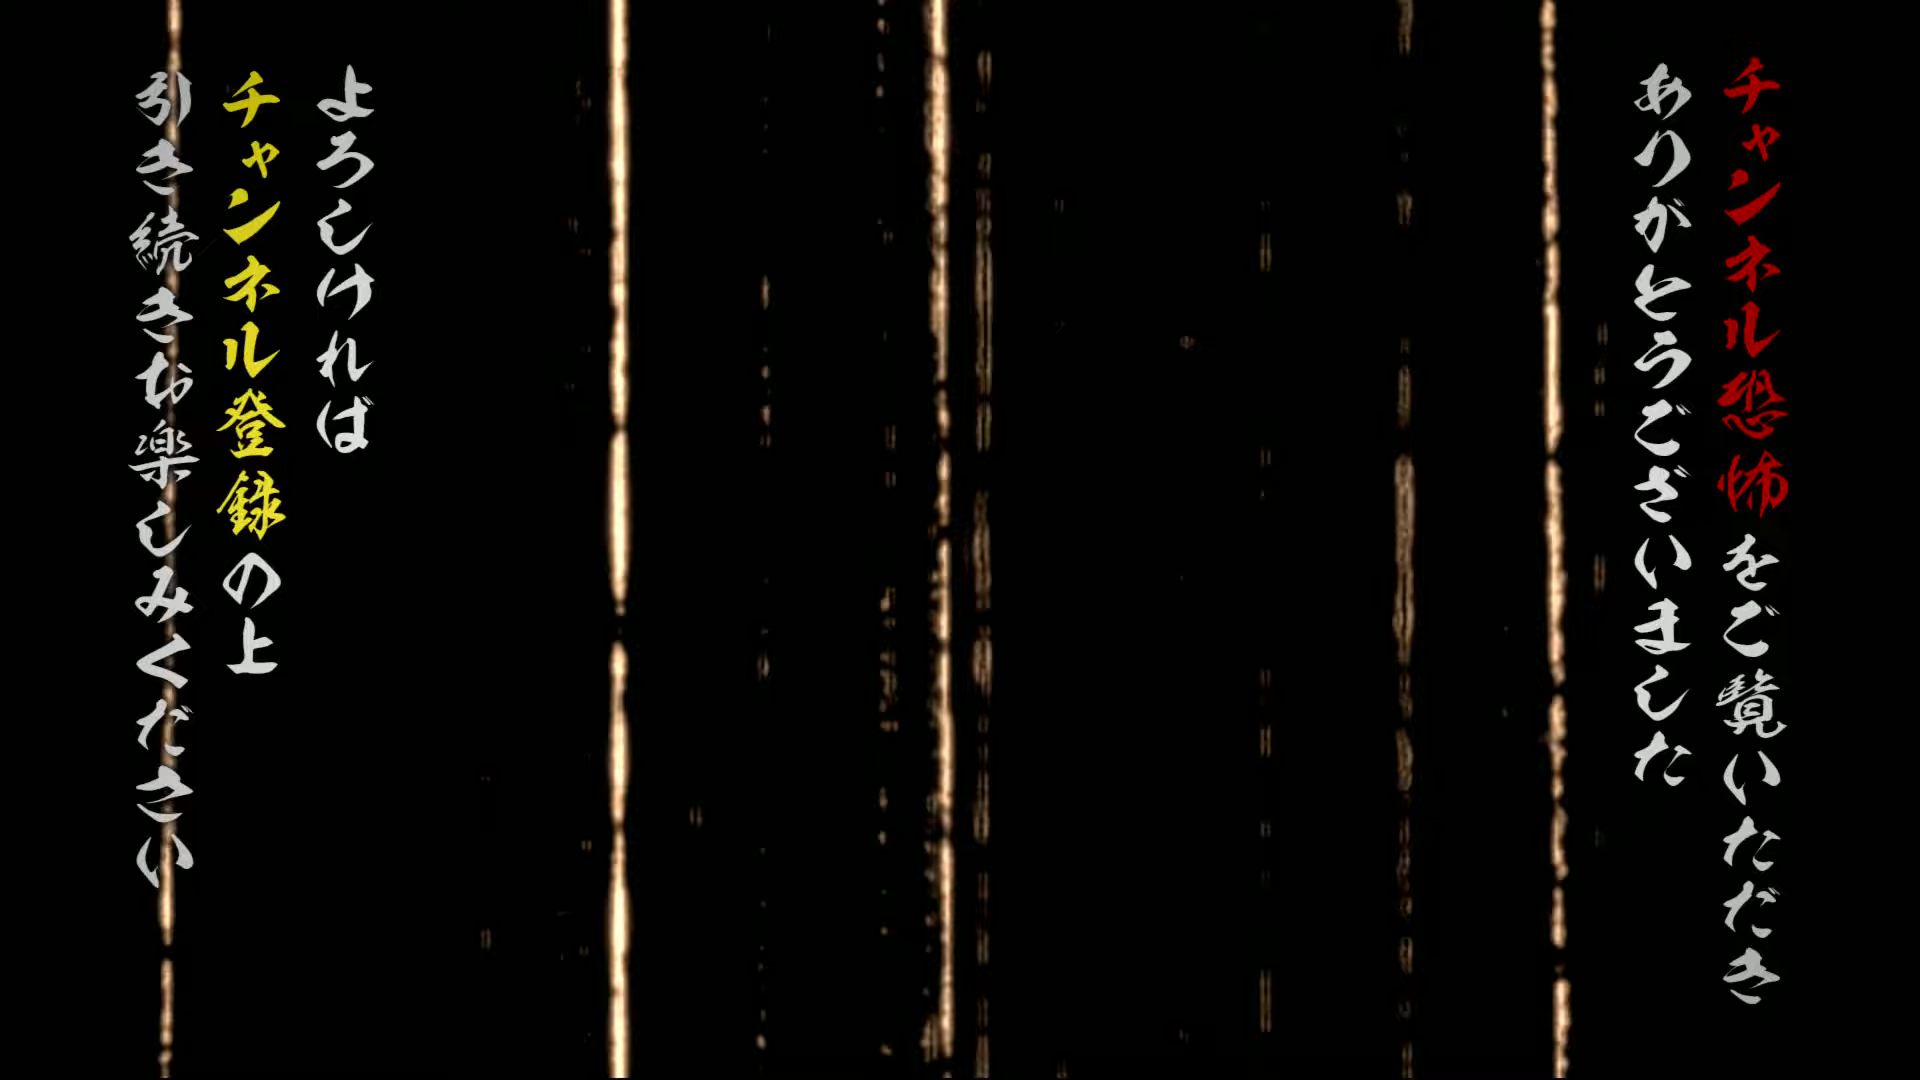 チャンネル恐怖をご覧いただき
ありがとうございました
よろしければ
チャンネル登録の上
引き続きお楽しみください